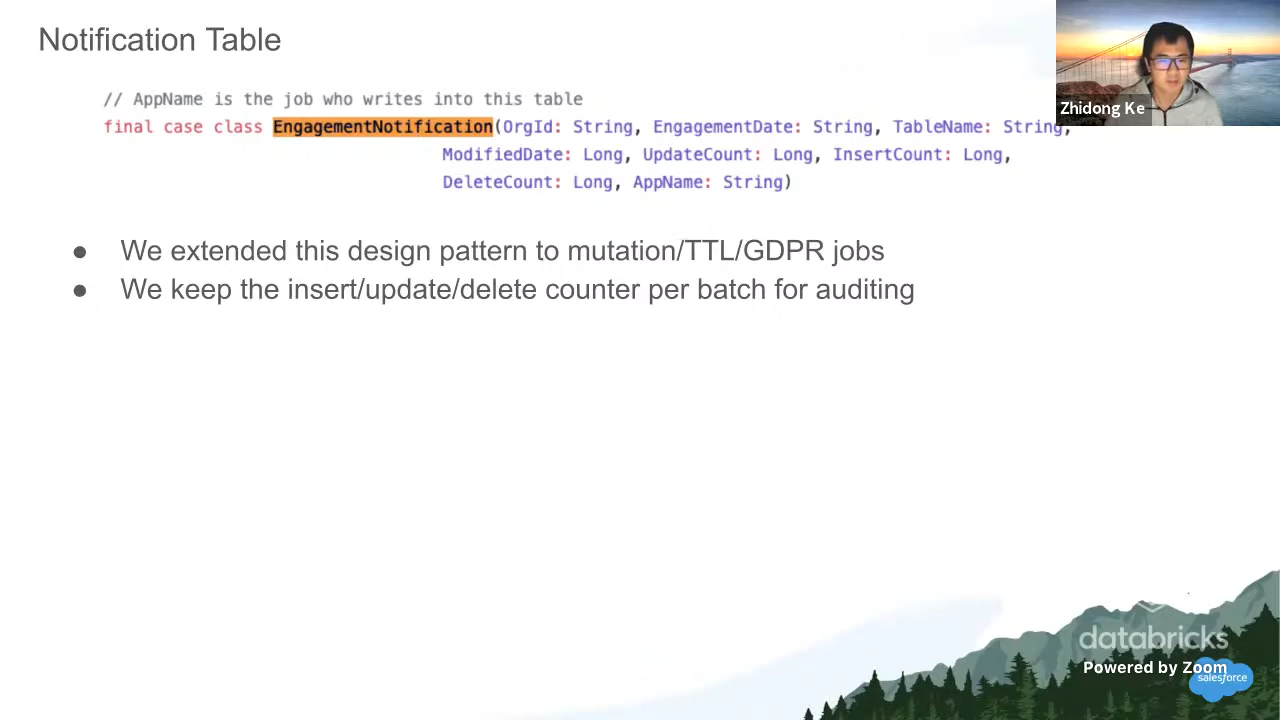 Notification Table
Zhidong Ke
// AppName is the job who writes into this table
final case class EngagementNotification(OrgId: String, EngagementDate: String, TableName: String,
ModifiedDate: Long, UpdateCount: Long, InsertCount: Long,
DeleteCount: Long, AppName: String)
● We extended this design pattern to mutation/TTL/GDPR jobs
● We keep the insert/update/delete counter per batch for auditing
databricks
Powered by Zoom
salesforce